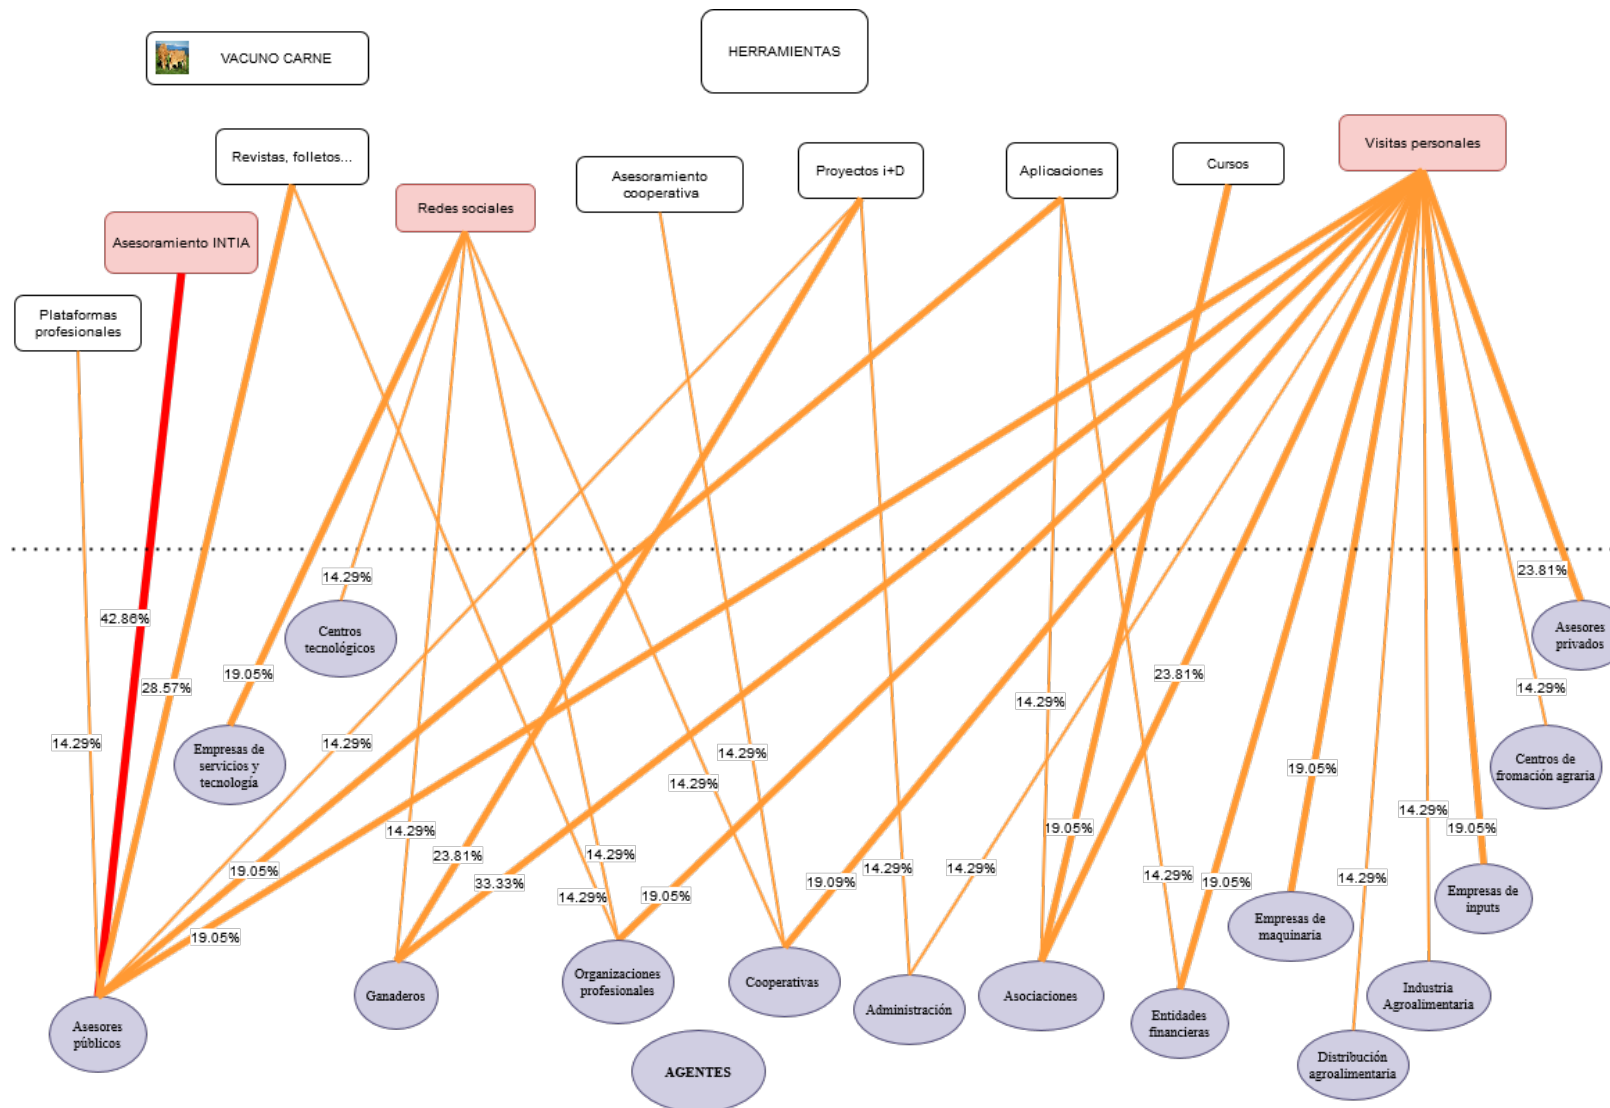 VACUNO CARNE
HERRAMIENTAS
Revistas, folletos...
Redes sociales
Asesoramiento
cooperativa
Proyectos i+D
Aplicaciones
Cursos
Visitas personales
Asesoramiento INTIA
Plataformas
profesionales
14.29%
42.86%
28.57%
19.05%
14.29%
14.29%
19.05%
19.05%
14.29%
23.81%
33.33%
14.29%
14.29%
19.05%
14.29%
14.29%
19.09%
14.29%
14.29%
14.29%
19.05%
23.81%
14.29%
19.05%
19.05%
14.29%
14.29%
19.05%
14.29%
23.81%
Centros
tecnológicos
Empresas de
servicios y
tecnología
Asesores
privados
Centros de
fromación agraria
Empresas de
inputs
Empresas de
maquinaria
Asesores
públicos
Ganaderos
Organizaciones
profesionales
Cooperativas
Administración
Asociaciones
Entidades
financieras
Industria
Agroalimentaria
Distribución
agroalimentaria
AGENTES